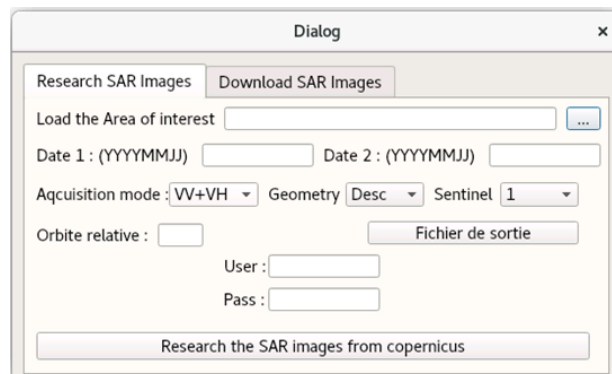 Dialog ×
Research SAR Images Download SAR Images
Load the Area of interest ...
Date 1 : (YYYYMMJJ) Date 2 : (YYYYMMJJ)
Aqcuisition mode : VV+VH Geometry Desc Sentinel 1
Orbite relative : Fichier de sortie
User :
Pass :
Research the SAR images from copernicus